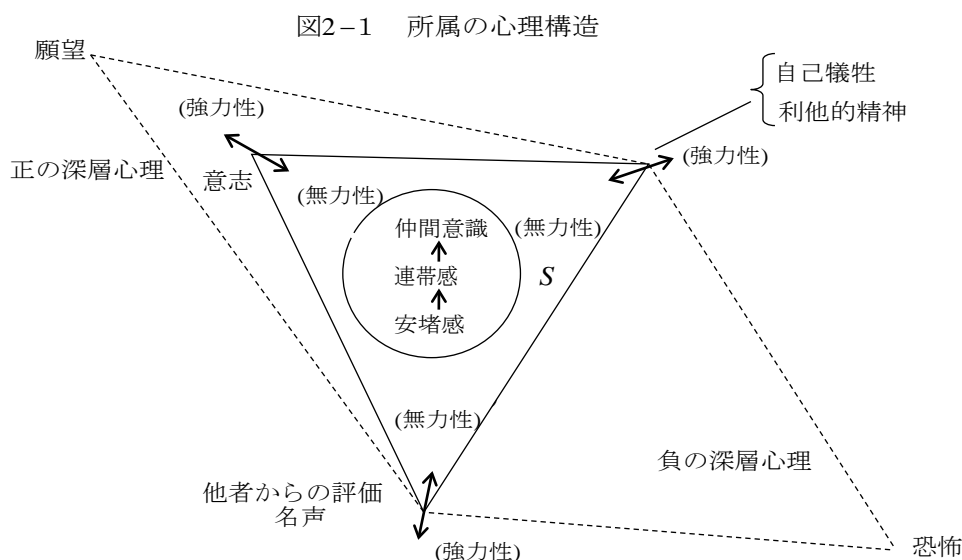 図2-1 所属の心理構造
願望
自己犠牲
利他的精神
(強力性)
(強力性)
正の深層心理
意志
(無力性)
(無力性)
仲間意識
連帯感
S
安堵感
(無力性)
負の深層心理
他者からの評価
名声
(強力性)
恐怖